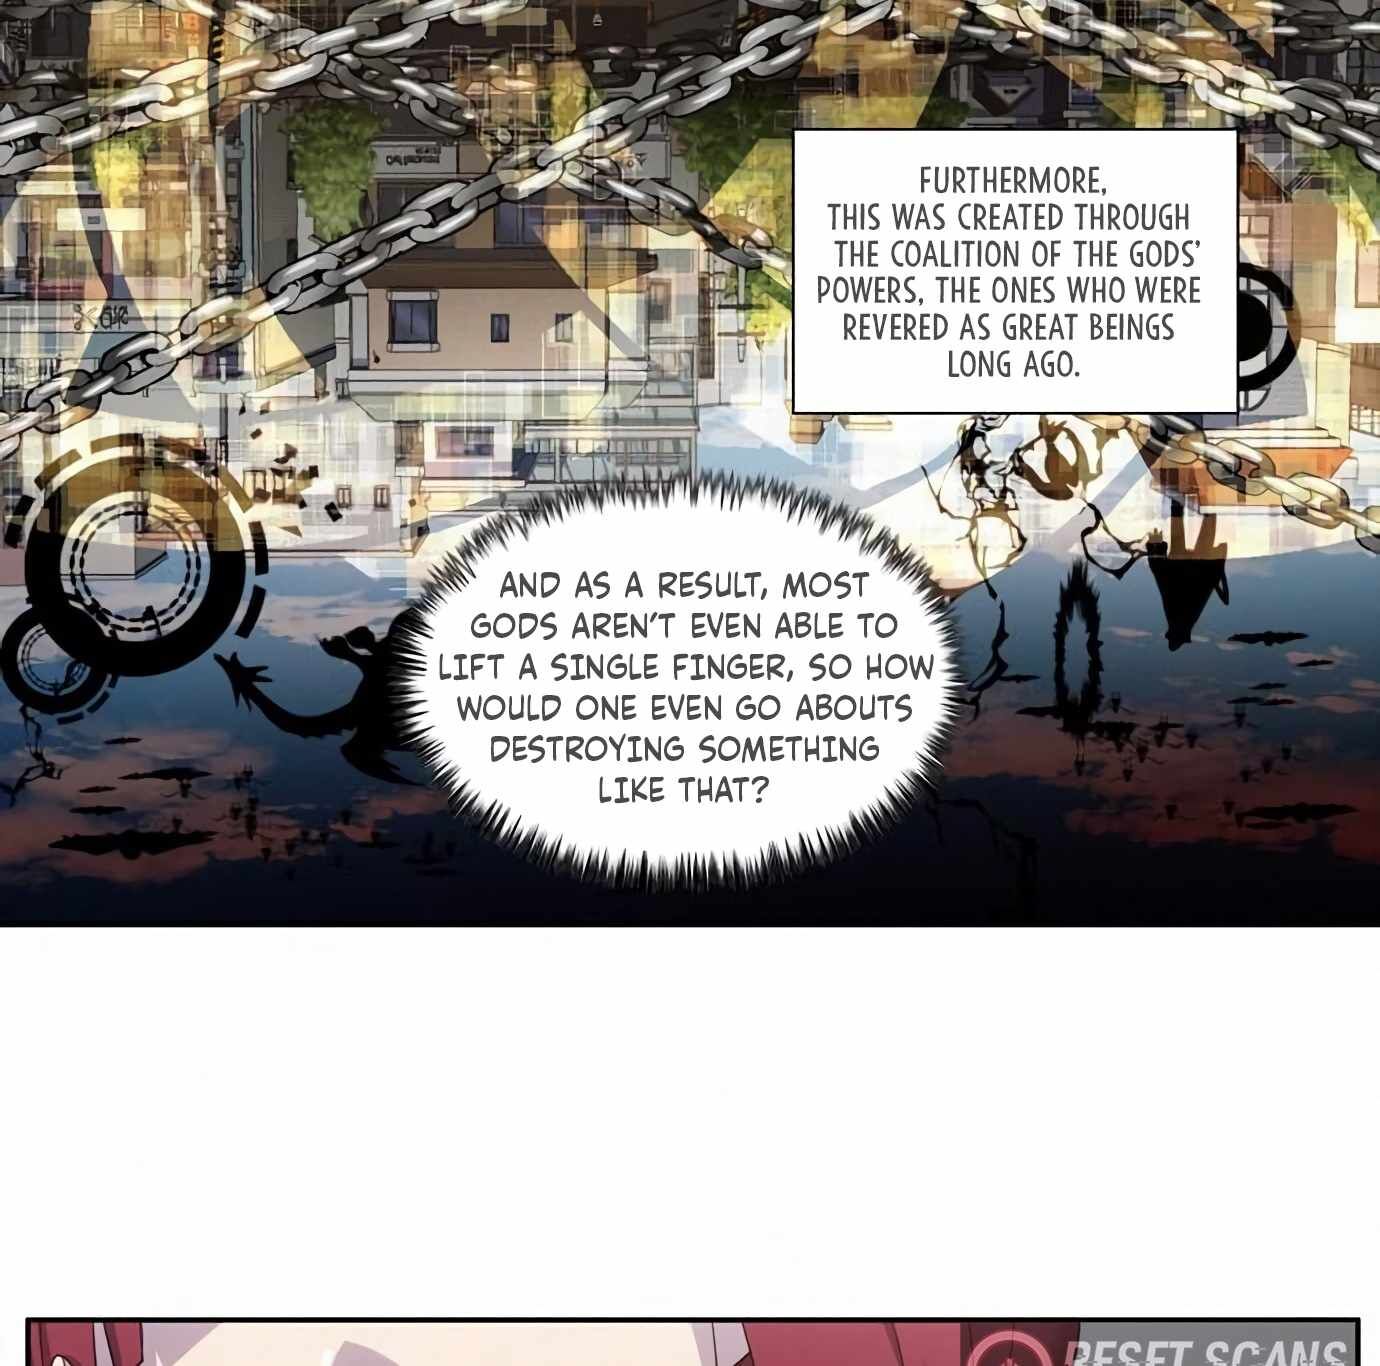 FURTHERMORE,
THIS WAS CREATED THROUGH
THE COALITION OF THE GODS'
POWERS, THE ONES WHO WERE
REVERED AS GREAT BEINGS
LONG AGO.
AND AS A RESULT, MOST
GODS AREN'T EVEN ABLE TO
LIFT A SINGLE FINGER, SO HOW
WOULD ONE EVEN GO ABOUTS
DESTROYING SOMETHING
LIKE THAT?
RESET SCANS